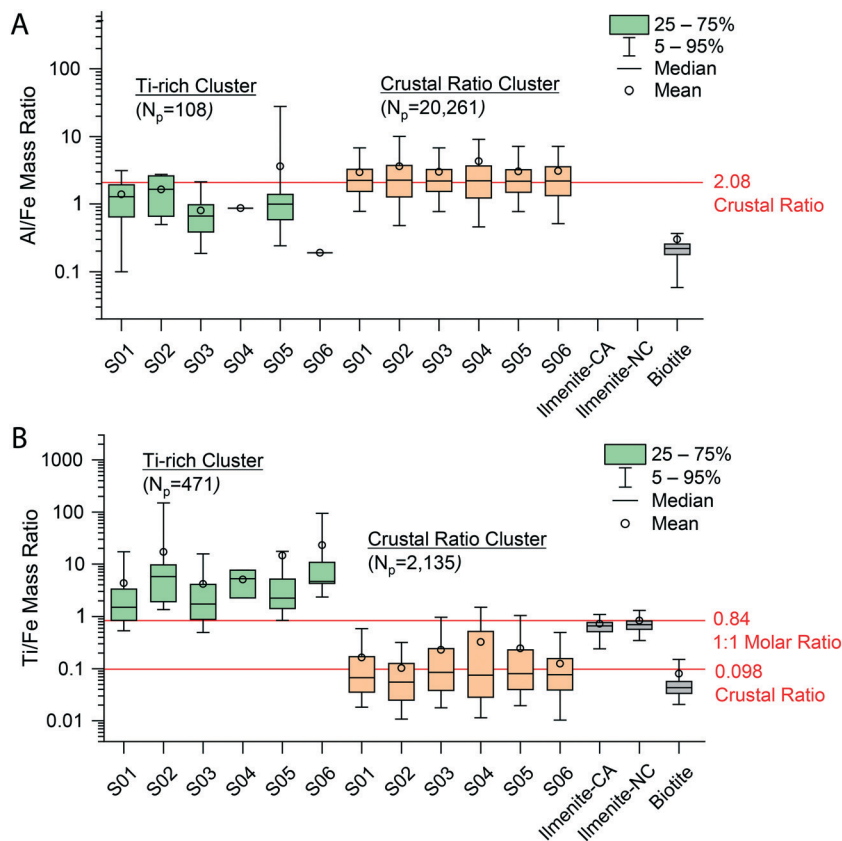 A
25 – 75%
5 – 95%
Median
Mean
Ti-rich Cluster
(Np=108)
Crustal Ratio Cluster
(Np=20,261)
Al/Fe Mass Ratio
100
10
1
0.1
2.08
Crustal Ratio
S01 S02 S03 S04 S05 S06 S01 S02 S03 S04 S05 S06 Ilmenite-CA Ilmenite-NC Biotite
B
25 – 75%
5 – 95%
Median
Mean
Ti-rich Cluster
(Np=471)
Crustal Ratio Cluster
(Np=2,135)
Ti/Fe Mass Ratio
1000
100
10
1
0.1
0.01
0.84
1:1 Molar Ratio
0.098
Crustal Ratio
S01 S02 S03 S04 S05 S06 S01 S02 S03 S04 S05 S06 Ilmenite-CA Ilmenite-NC Biotite